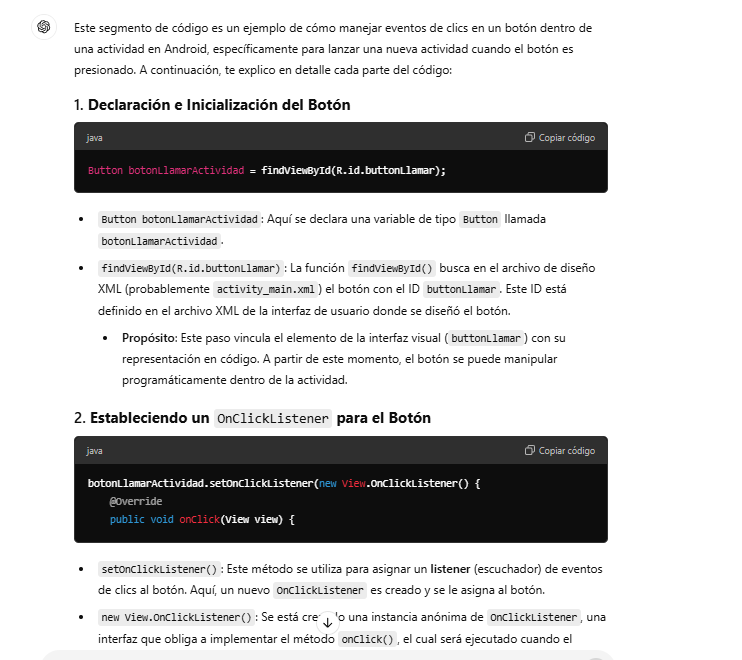 Este segmento de código es un ejemplo de cómo manejar eventos de clics en un botón dentro de
una actividad en Android, específicamente para lanzar una nueva actividad cuando el botón es
presionado. A continuación, te explico en detalle cada parte del código:
1. Declaración e Inicialización del Botón
java
Copiar código
Button botonLlamarActividad = findViewById(R.id.buttonLlamar);
• Button botonLlamarActividad: Aquí se declara una variable de tipo Button llamada
botonLlamarActividad.
• findViewById(R.id.buttonLlamar): La función findViewById() busca en el archivo de diseño
XML (probablemente activity_main.xml) el botón con el ID buttonLlamar. Este ID está
definido en el archivo XML de la interfaz de usuario donde se diseñó el botón.
• Propósito: Este paso vincula el elemento de la interfaz visual (buttonLlamar) con su
representación en código. A partir de este momento, el botón se puede manipular
programáticamente dentro de la actividad.
2. Estableciendo un OnClickListener para el Botón
java
Copiar código
botonLlamarActividad.setOnClickListener(new View.OnClickListener() {
@Override
public void onClick(View view) {
• setOnClickListener(): Este método se utiliza para asignar un listener (escuchador) de eventos
de clics al botón. Aquí, un nuevo OnClickListener es creado y se le asigna al botón.
• new View.OnClickListener(): Se está creando una instancia anónima de OnClickListener, una
interfaz que obliga a implementar el método onClick(), el cual será ejecutado cuando el